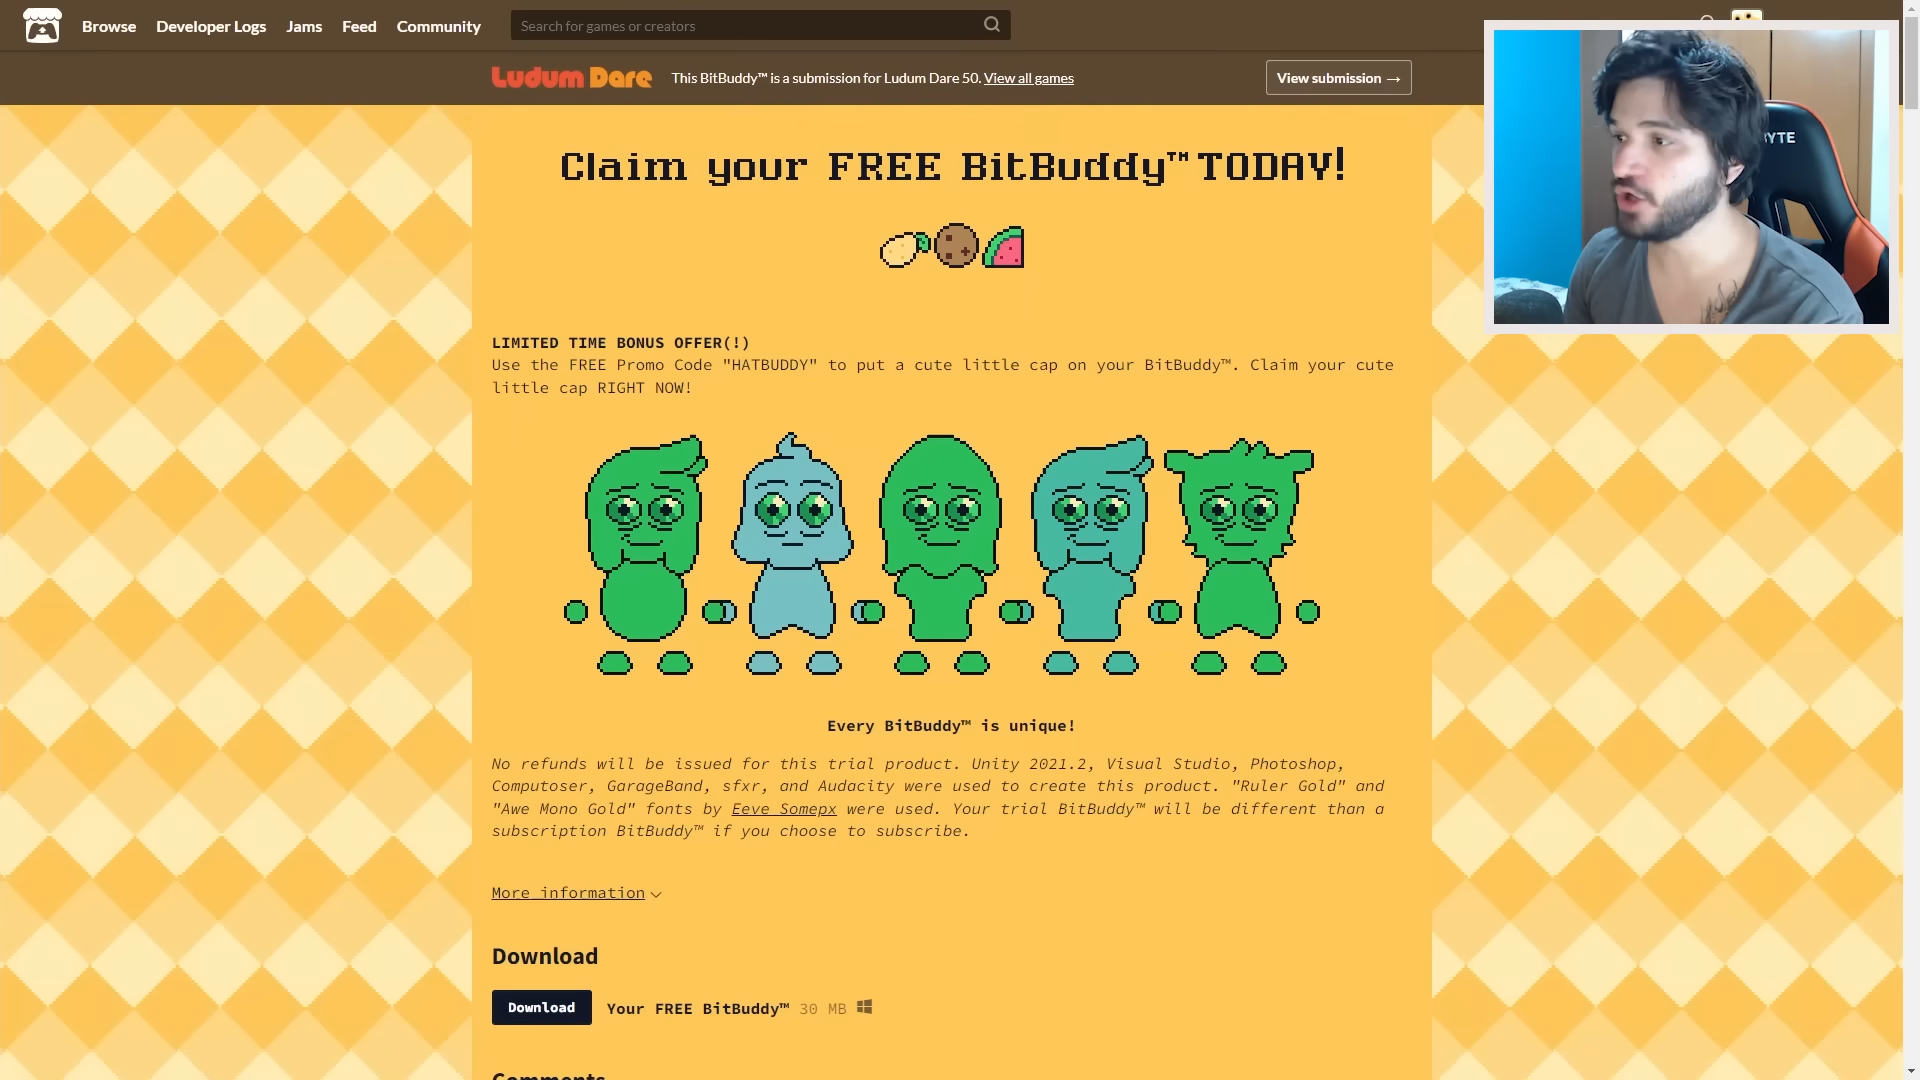 Browse Developer Logs Jams Feed Community Search for games or creators
Ludum Dare This BitBuddy™ is a submission for Ludum Dare 50. View all games View submission →
BYTE
Claim your FREE BitBuddy™ TODAY!
LIMITED TIME BONUS OFFER(!)
Use the FREE Promo Code "HATBUDDY" to put a cute little cap on your BitBuddy™. Claim your cute
little cap RIGHT NOW!
Every BitBuddy™ is unique!
No refunds will be issued for this trial product. Unity 2021.2, Visual Studio, Photoshop,
Computoser, GarageBand, sfxr, and Audacity were used to create this product. "Ruler Gold" and
"Awe Mono Gold" fonts by Eeve Somepx were used. Your trial BitBuddy™ will be different than a
subscription BitBuddy™ if you choose to subscribe.
More information
Download
Download Your FREE BitBuddy™ 30 MB
Comments